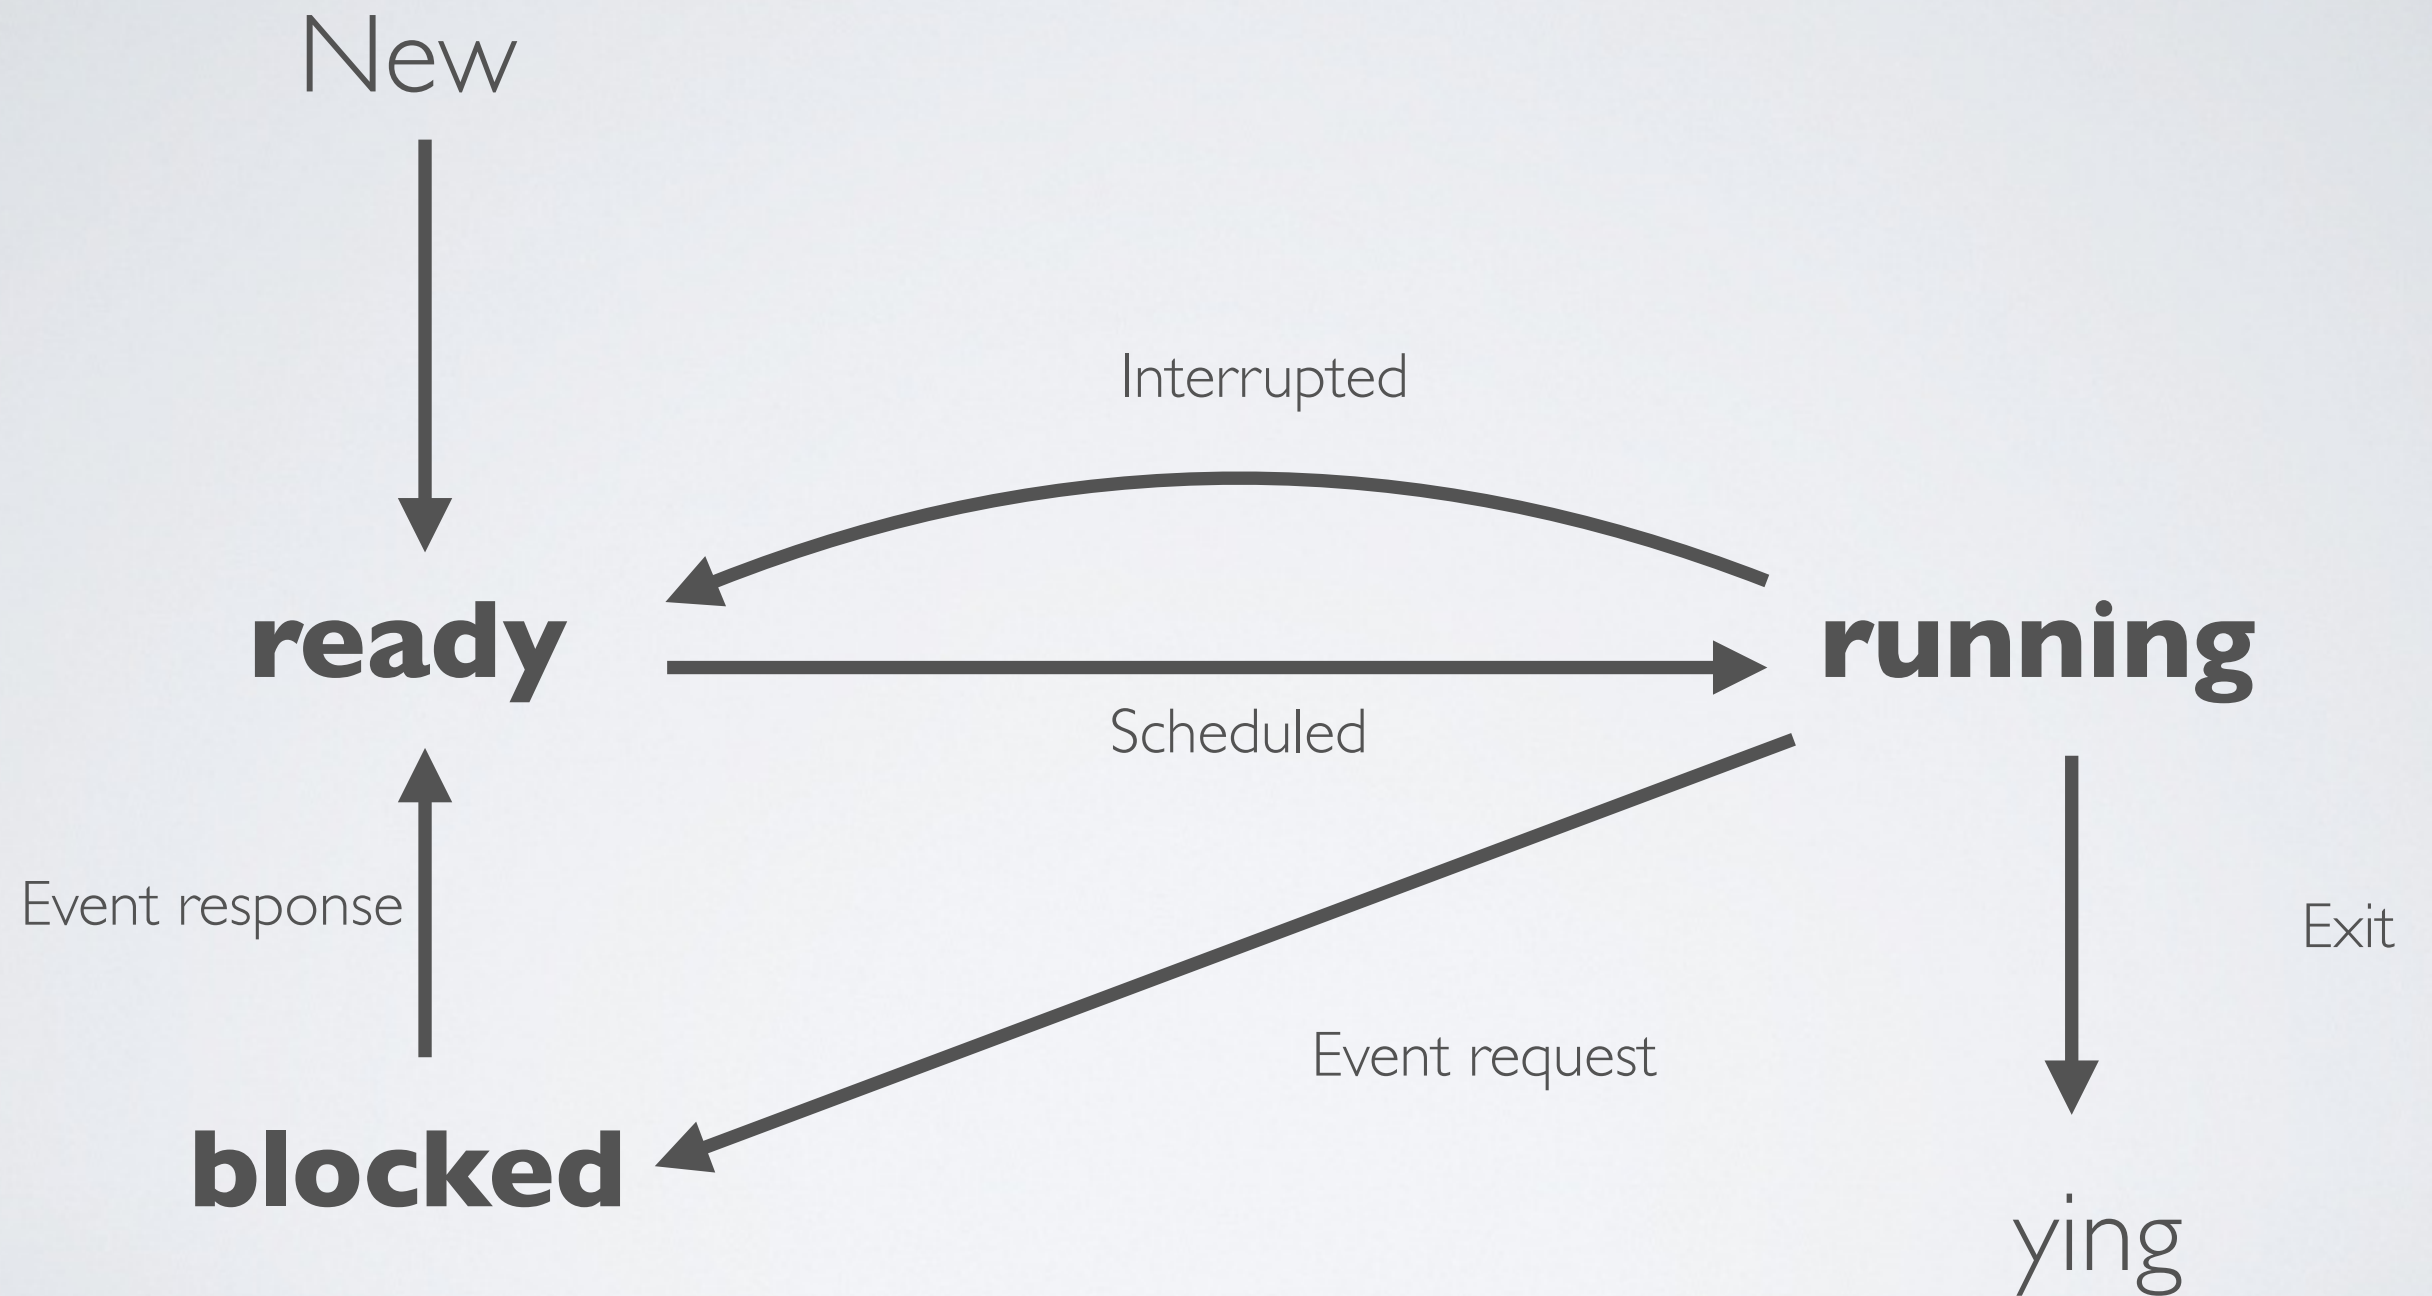 New
Interrupted
ready
running
Scheduled
Event response
Exit
Event request
blocked
ying